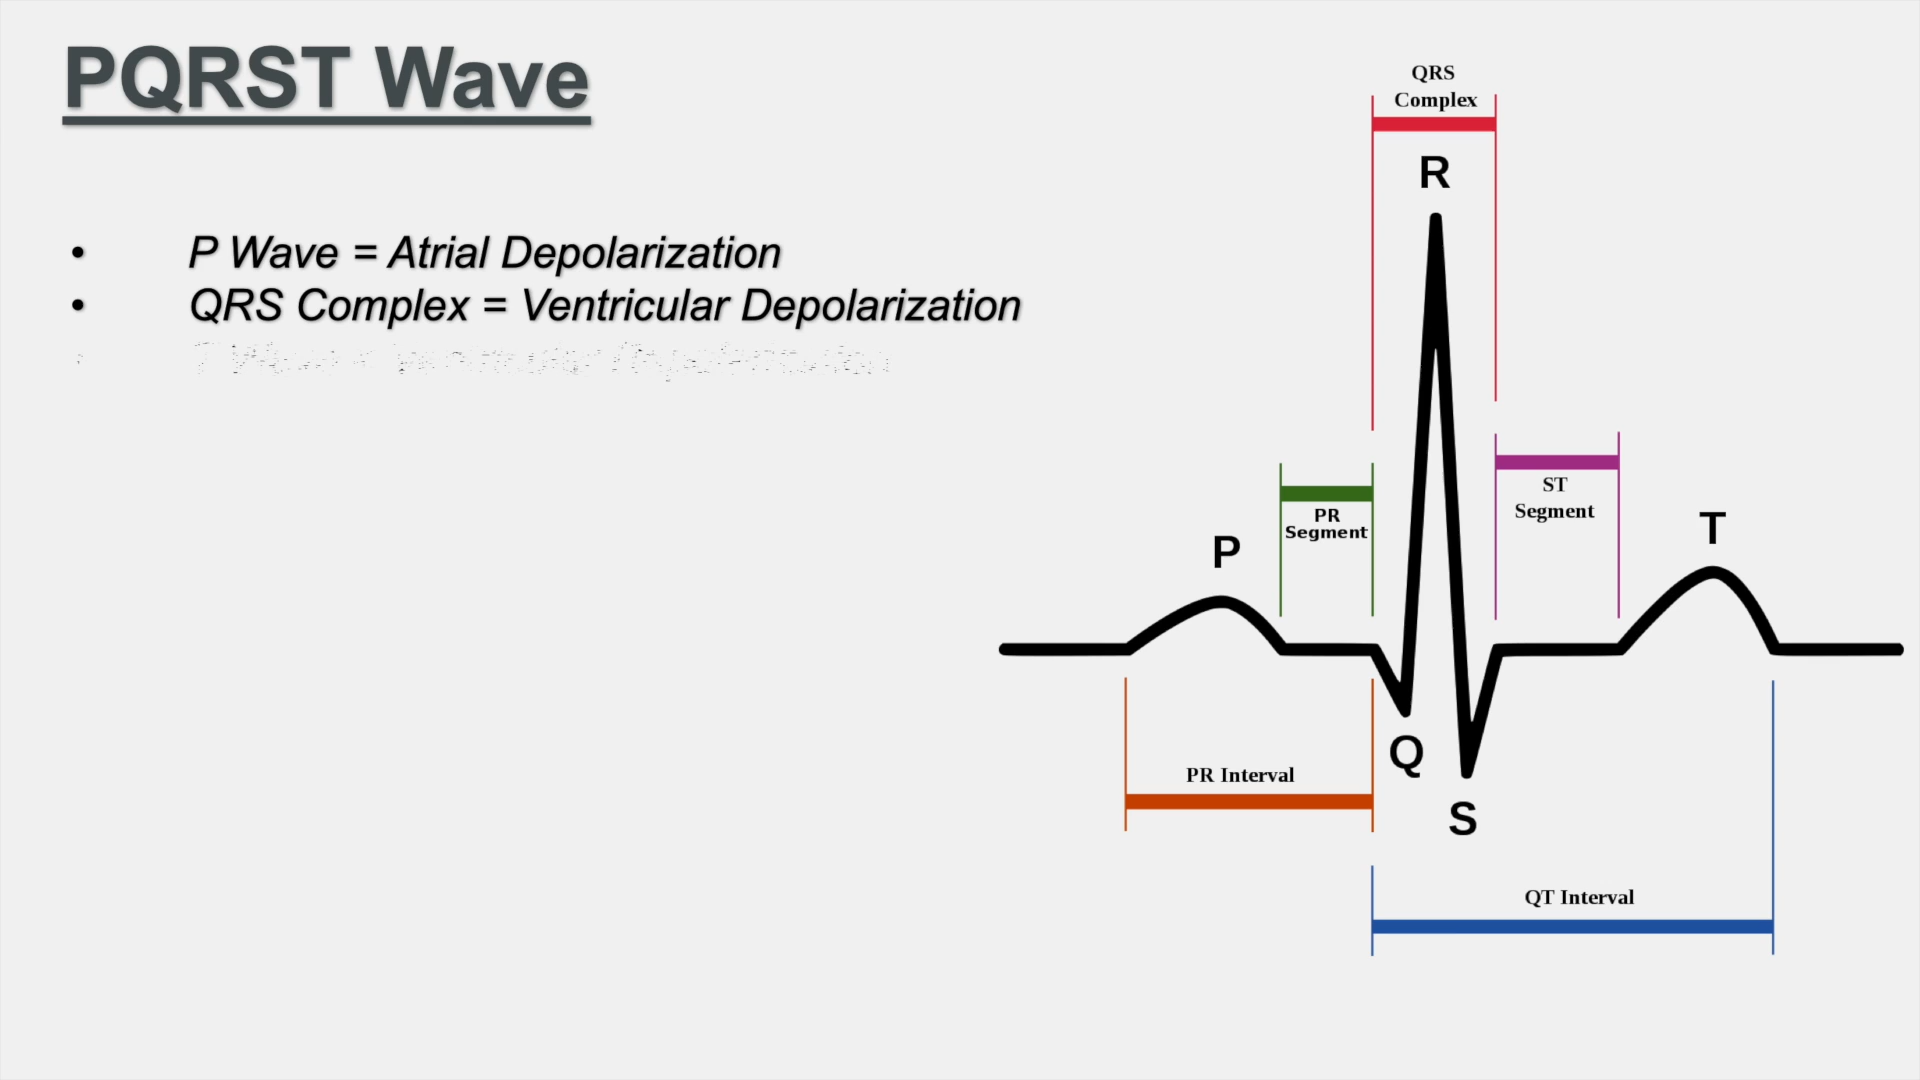 PQRST Wave
• P Wave = Atrial Depolarization
• QRS Complex = Ventricular Depolarization
QRS
Complex
R
PR
Segment
ST
Segment
P
T
Q
S
PR Interval
QT Interval